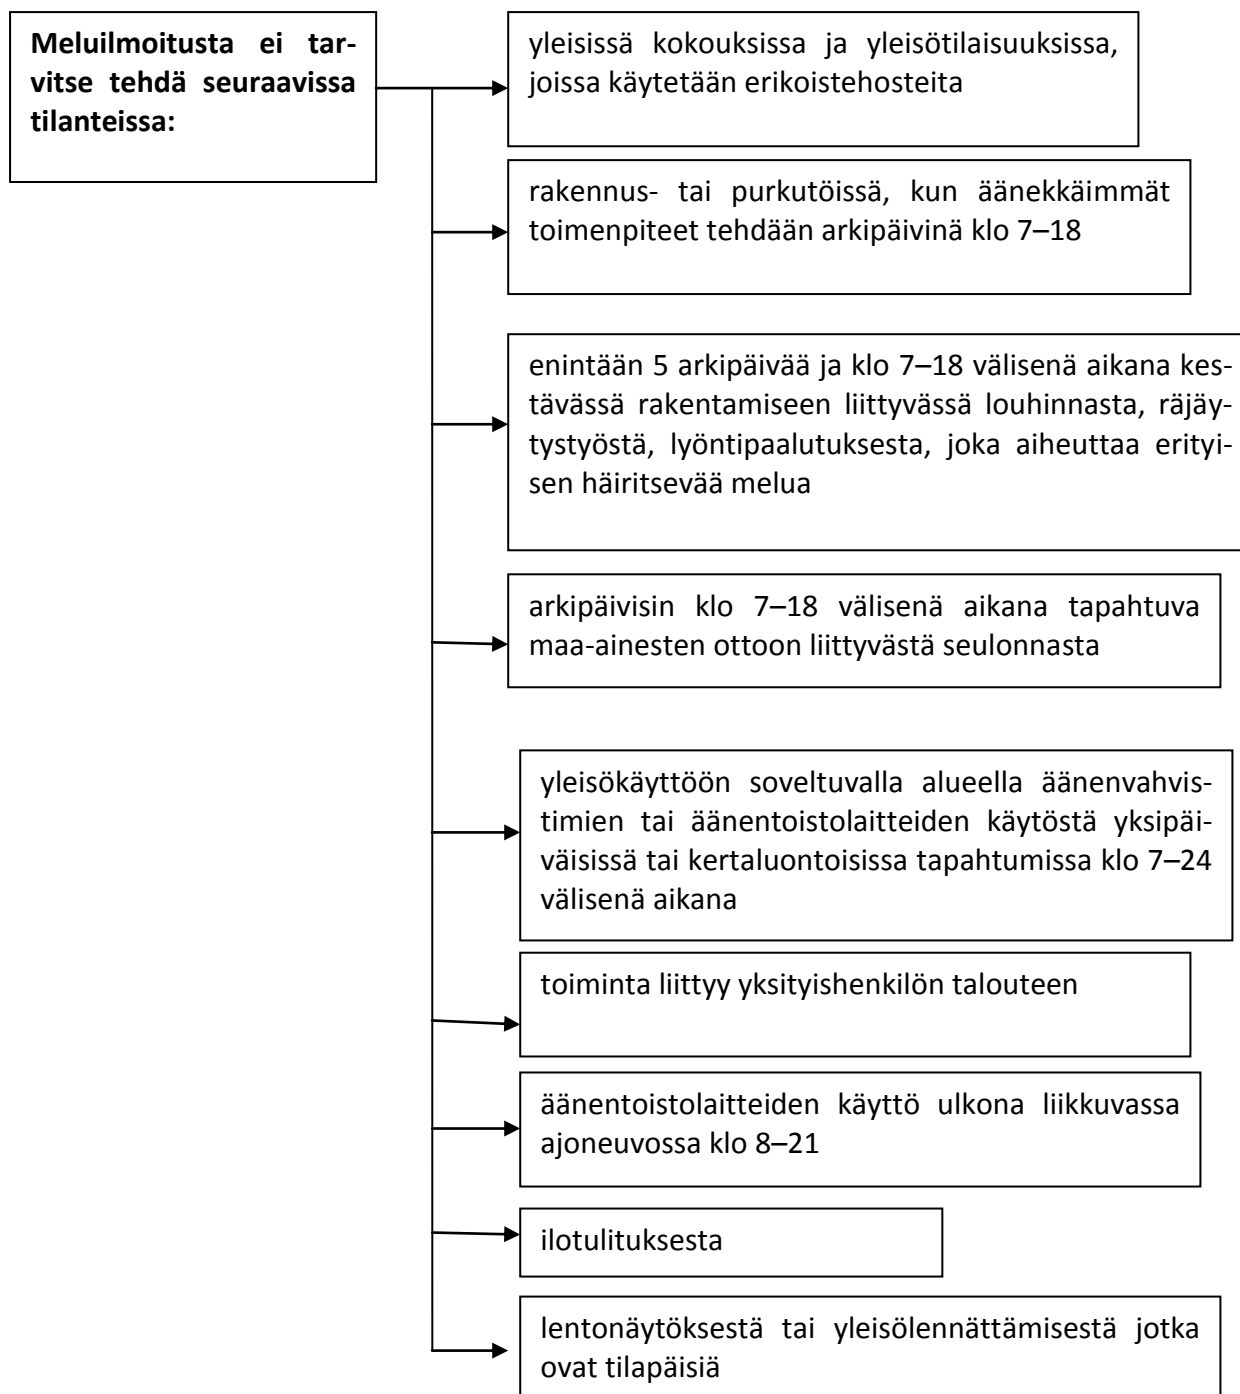 Meluilmoitusta ei tar-
vitse tehdä seuraavissa
tilanteissa:
yleisissä kokouksissa ja yleisötilaisuuksissa,
joissa käytetään erikoistehosteita
rakennus- tai purkutöissä, kun äänekkäimmät
toimenpiteet tehdään arkipäivinä klo 7–18
enintään 5 arkipäivää ja klo 7–18 välisenä aikana kes-
tävässä rakentamiseen liittyvässä louhinnasta, räjäy-
tystyöstä, lyöntipaalutuksesta, joka aiheuttaa erityi-
sen häiritsevää melua
arkipäivisin klo 7–18 välisenä aikana tapahtuva
maa-ainesten ottoon liittyvästä seulonnasta
yleisökäyttöön soveltuvalla alueella äänenvahvis-
timien tai äänentoistolaitteiden käytöstä yksipäi-
väisissä tai kertaluontoisissa tapahtumissa klo 7–24
välisenä aikana
toiminta liittyy yksityishenkilön talouteen
äänentoistolaitteiden käyttö ulkona liikkuvassa
ajoneuvossa klo 8–21
ilotulituksesta
lentonäytöksestä tai yleisölennättämisestä jotka
ovat tilapäisiä